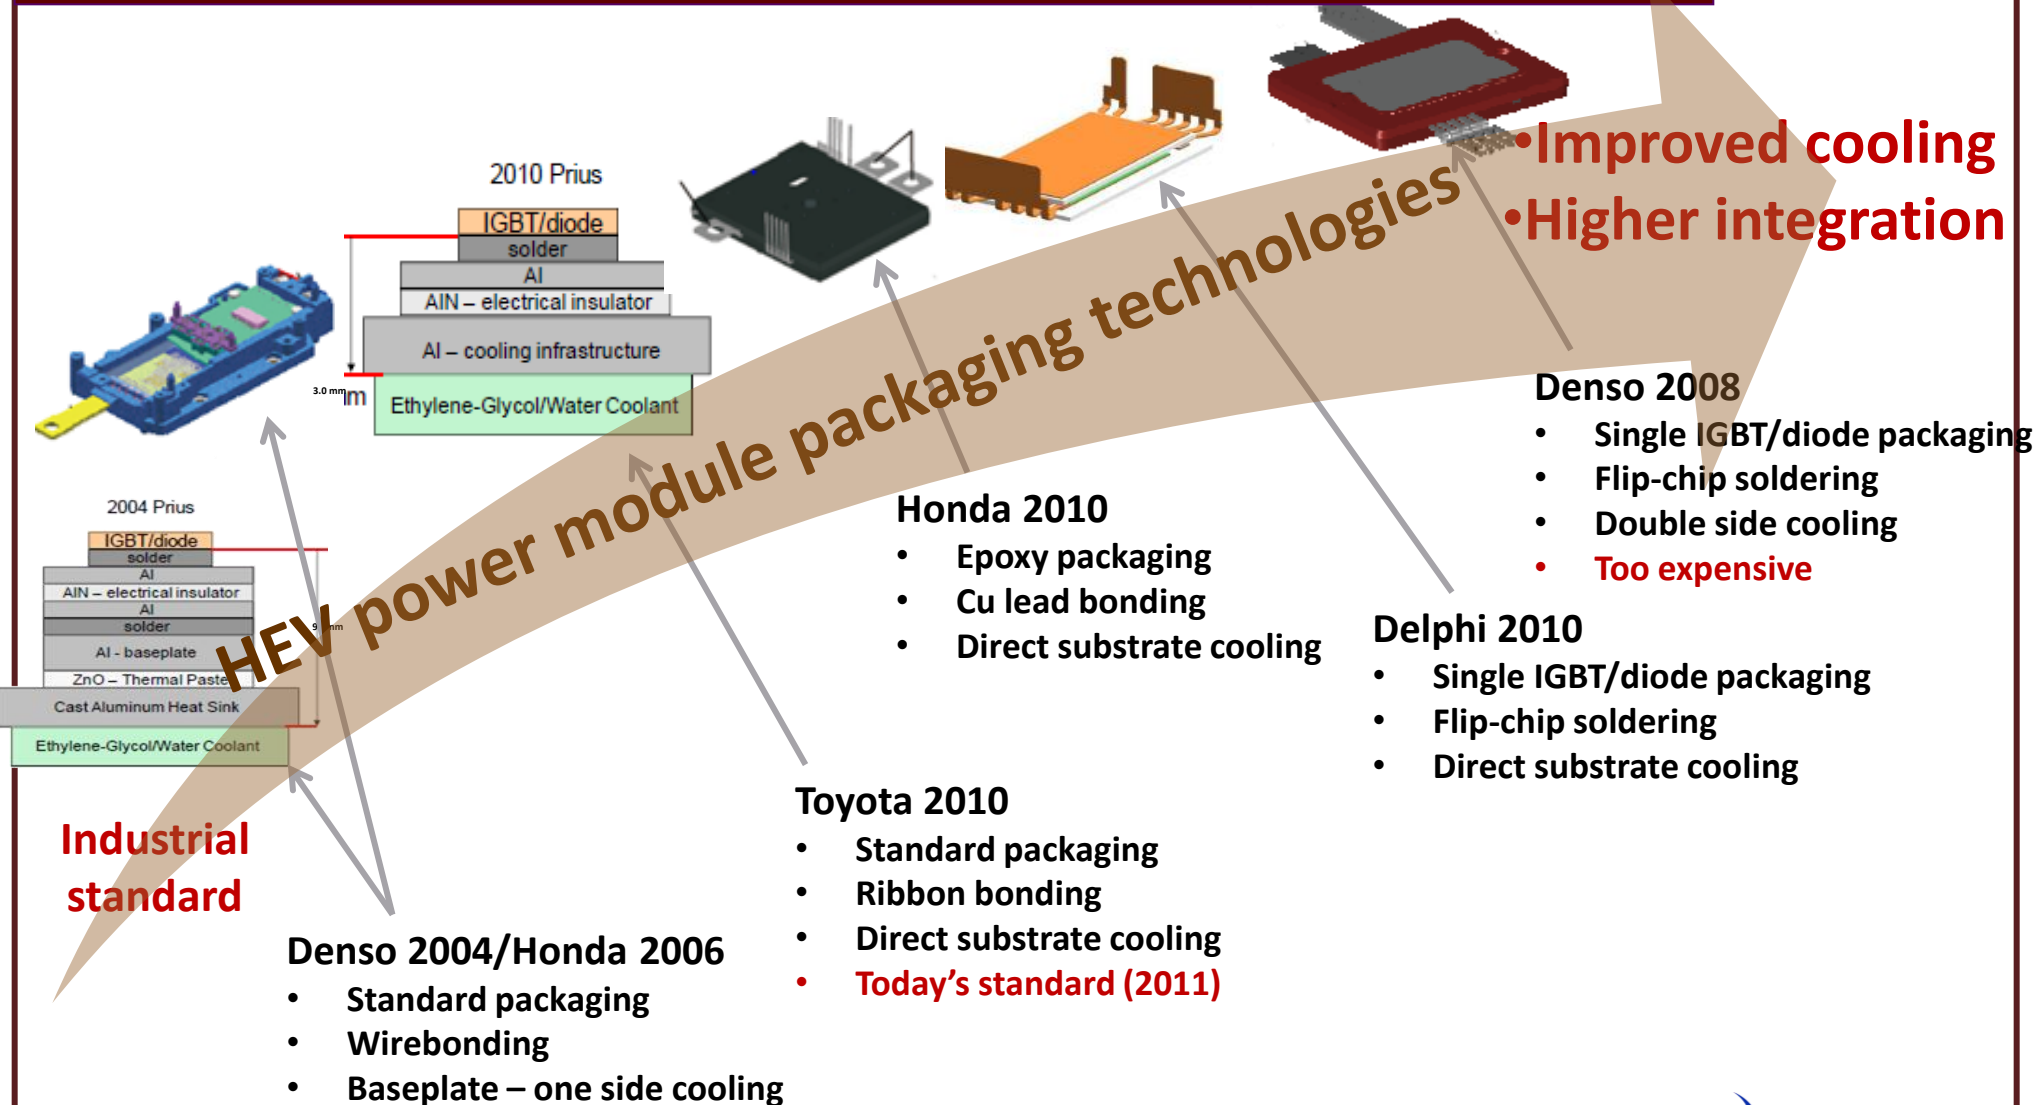 •Improved cooling
•Higher integration
HEV power module packaging technologies
2010 Prius
IGBT/diode
solder
Al
AlN – electrical insulator
Al – cooling infrastructure
Ethylene-Glycol/Water Coolant
3.0 mm
m
2004 Prius
IGBT/diode
solder
Al
AlN – electrical insulator
Al
solder
Al - baseplate
ZnO – Thermal Paste
Cast Aluminum Heat Sink
Ethylene-Glycol/Water Coolant
mm
Industrial
standard
Denso 2004/Honda 2006
• Standard packaging
• Wirebonding
• Baseplate – one side cooling
Toyota 2010
• Standard packaging
• Ribbon bonding
• Direct substrate cooling
• Today’s standard (2011)
Honda 2010
• Epoxy packaging
• Cu lead bonding
• Direct substrate cooling
Delphi 2010
• Single IGBT/diode packaging
• Flip-chip soldering
• Direct substrate cooling
Denso 2008
• Single IGBT/diode packaging
• Flip-chip soldering
• Double side cooling
• Too expensive